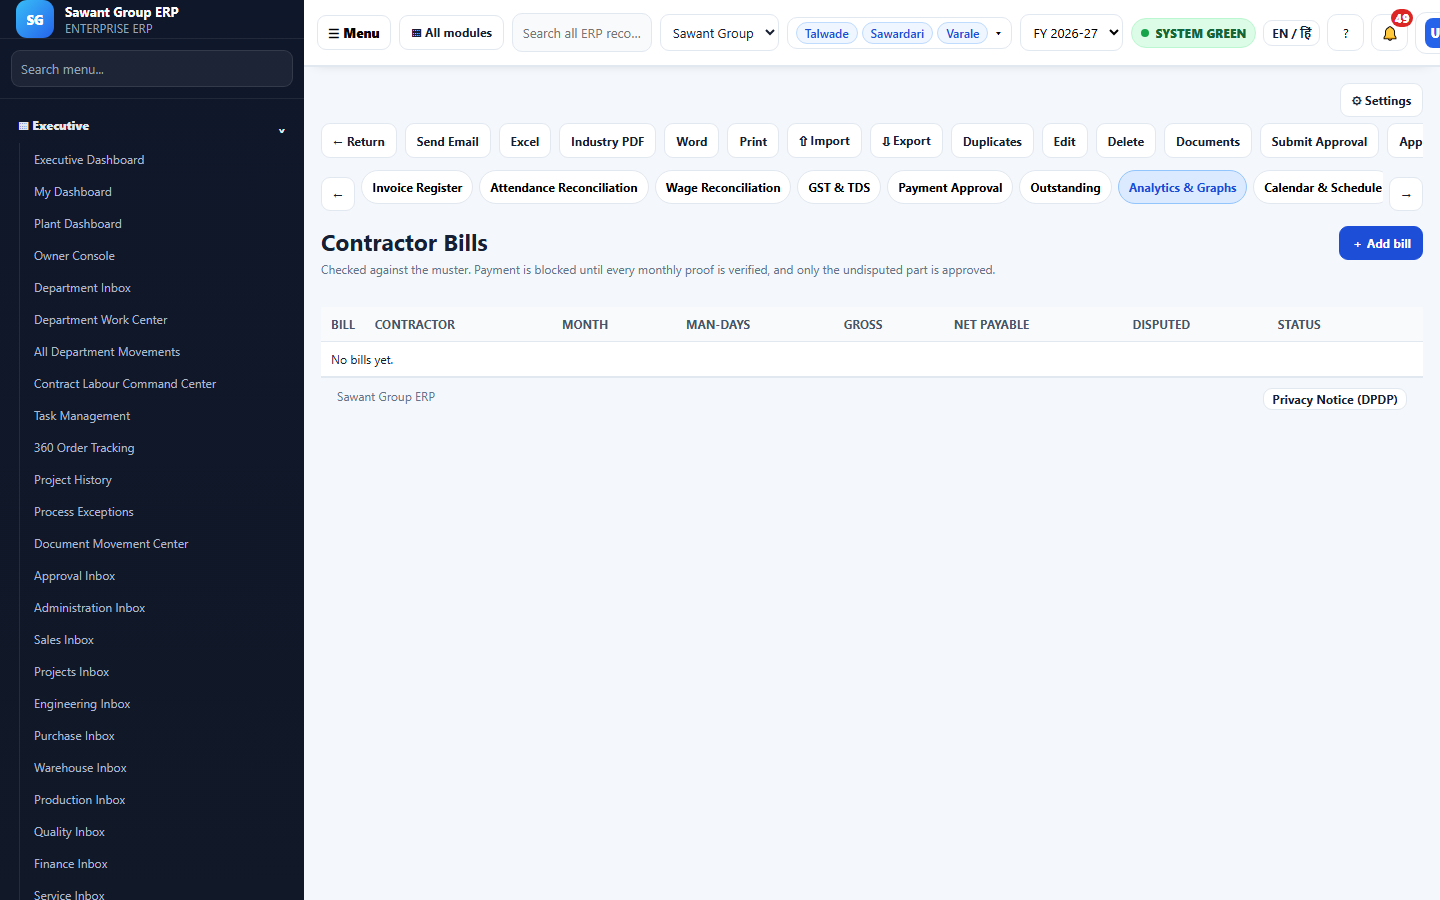 SG
Sawant Group ERP
ENTERPRISE ERP
Search menu...
Executive
Executive Dashboard
My Dashboard
Plant Dashboard
Owner Console
Department Inbox
Department Work Center
All Department Movements
Contract Labour Command Center
Task Management
360 Order Tracking
Project History
Process Exceptions
Document Movement Center
Approval Inbox
Administration Inbox
Sales Inbox
Projects Inbox
Engineering Inbox
Purchase Inbox
Warehouse Inbox
Production Inbox
Quality Inbox
Finance Inbox
Service Inbox
☰ Menu
All modules
Search all ERP reco...
Sawant Group
Talwade Sawardari Varale
FY 2026-27
SYSTEM GREEN
EN / हिं
?
49
U
⚙ Settings
← Return Send Email Excel Industry PDF Word Print ⇧ Import ⇩ Export Duplicates Edit Delete Documents Submit Approval App
← Invoice Register Attendance Reconciliation Wage Reconciliation GST & TDS Payment Approval Outstanding Analytics & Graphs Calendar & Schedule →
Contractor Bills
+ Add bill
Checked against the muster. Payment is blocked until every monthly proof is verified, and only the undisputed part is approved.
BILL CONTRACTOR MONTH MAN-DAYS GROSS NET PAYABLE DISPUTED STATUS
No bills yet.
Sawant Group ERP
Privacy Notice (DPDP)